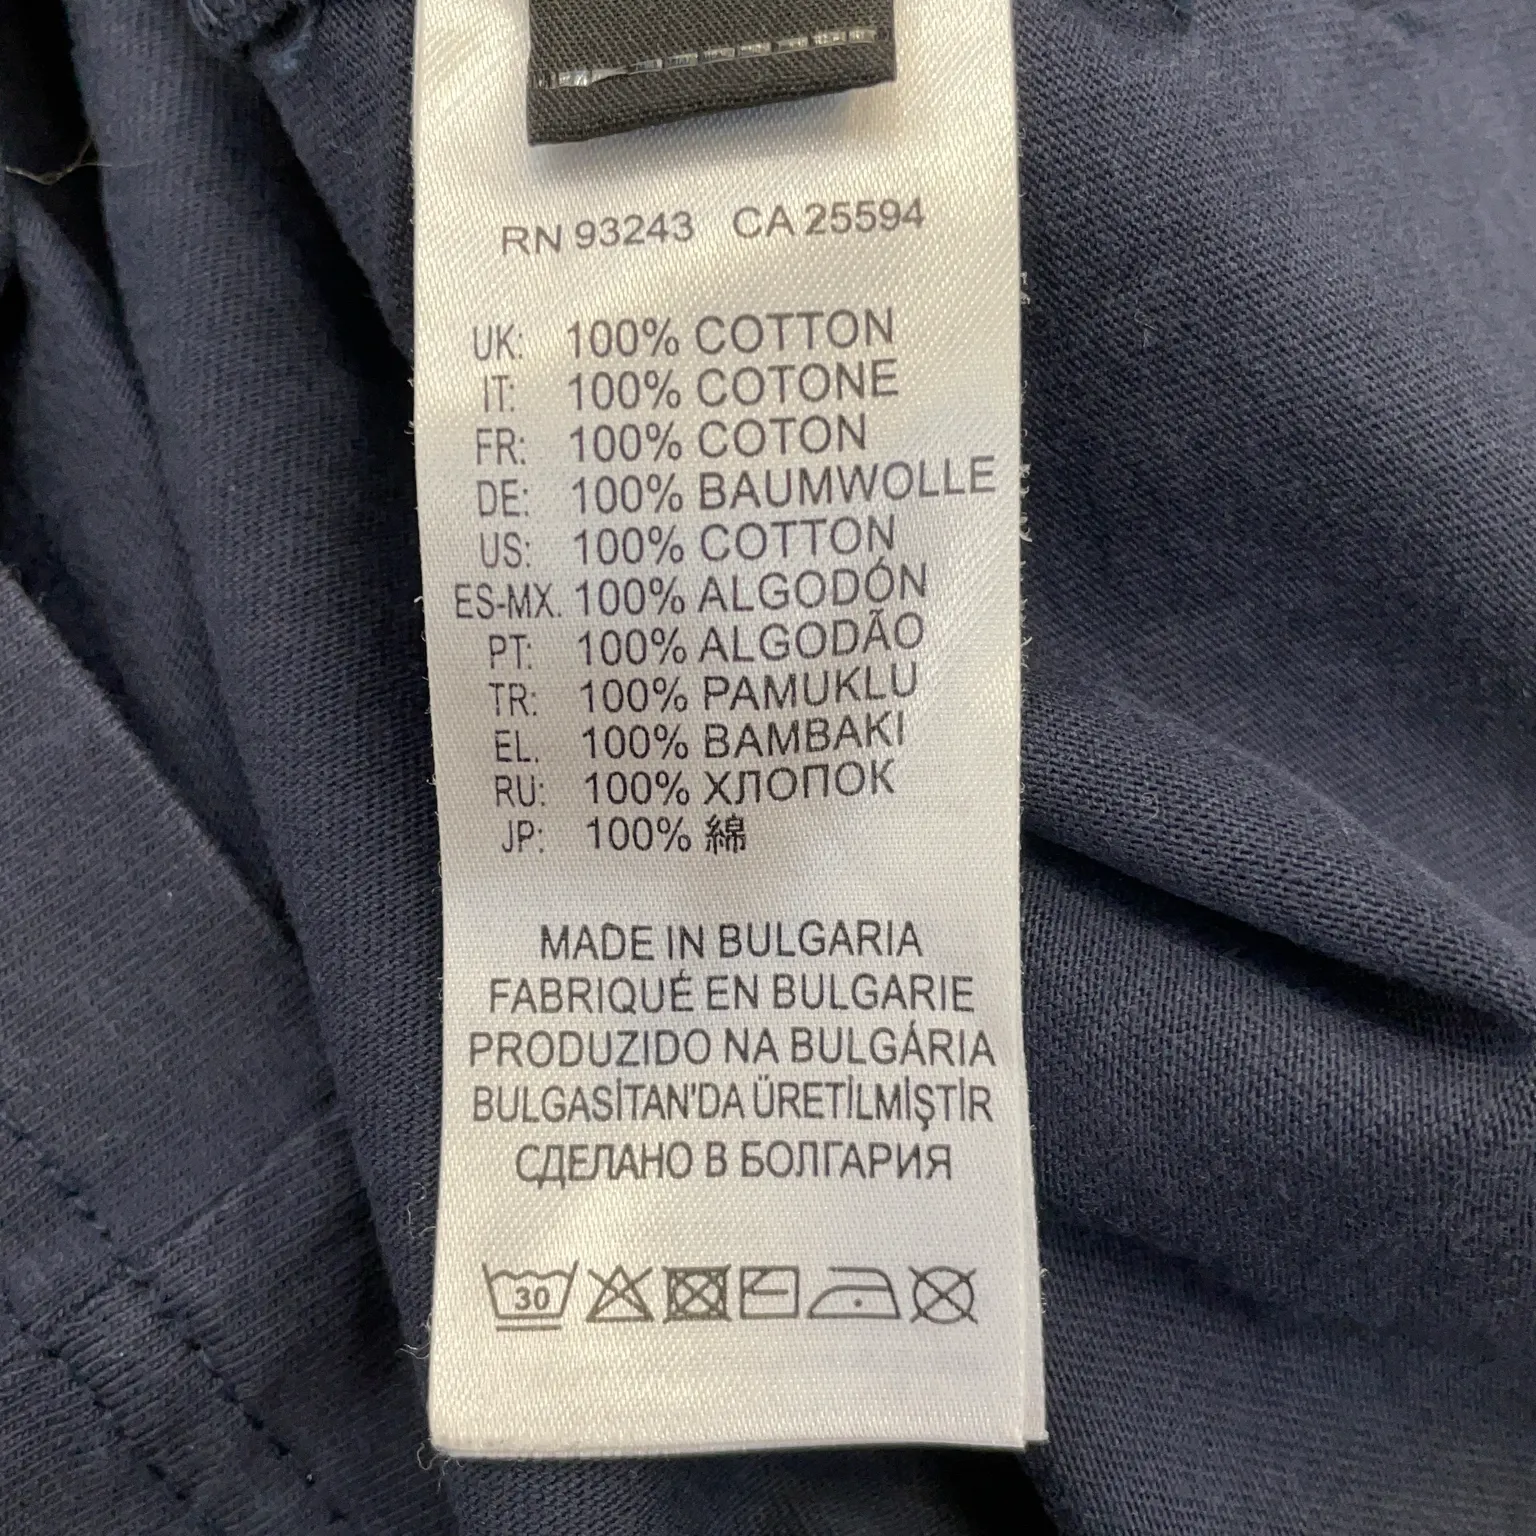 RN 93243 CA 25594
UK: 100% COTTON
IT: 100% COTONE
FR: 100% COTON
DE: 100% BAUMWOLLE
US: 100% COTTON
ES-MX. 100% ALGODÓN
PT: 100% ALGODÃO
TR: 100% PAMUKLU
EL. 100% BAMBAKI
RU: 100% ХЛОПОК
JP: 100% 綿
MADE IN BULGARIA
FABRIQUÉ EN BULGARIE
PRODUZIDO NA BULGÁRIA
BULGASİTAN'DA ÜRETİLMİŞTİR
СДЕЛАНО В БОЛГАРИЯ
30